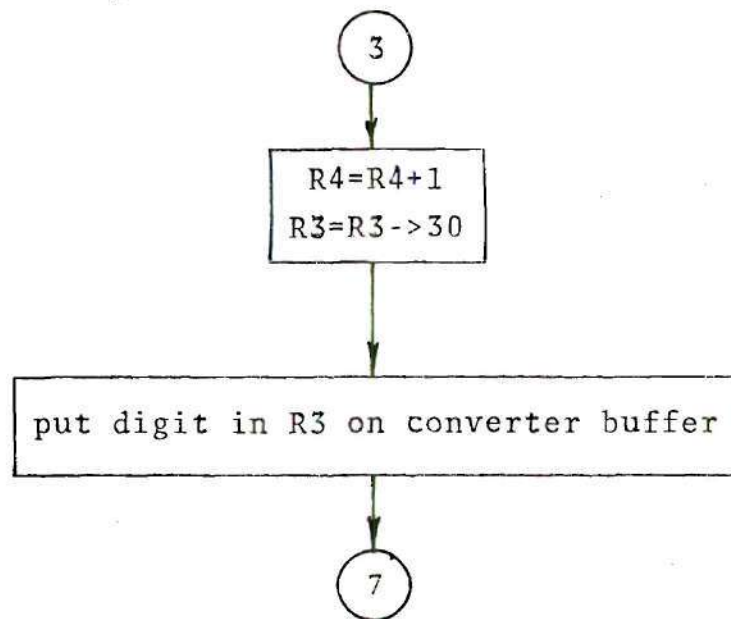 3
R4=R4+1
R3=R3->30
put digit in R3 on converter buffer
7